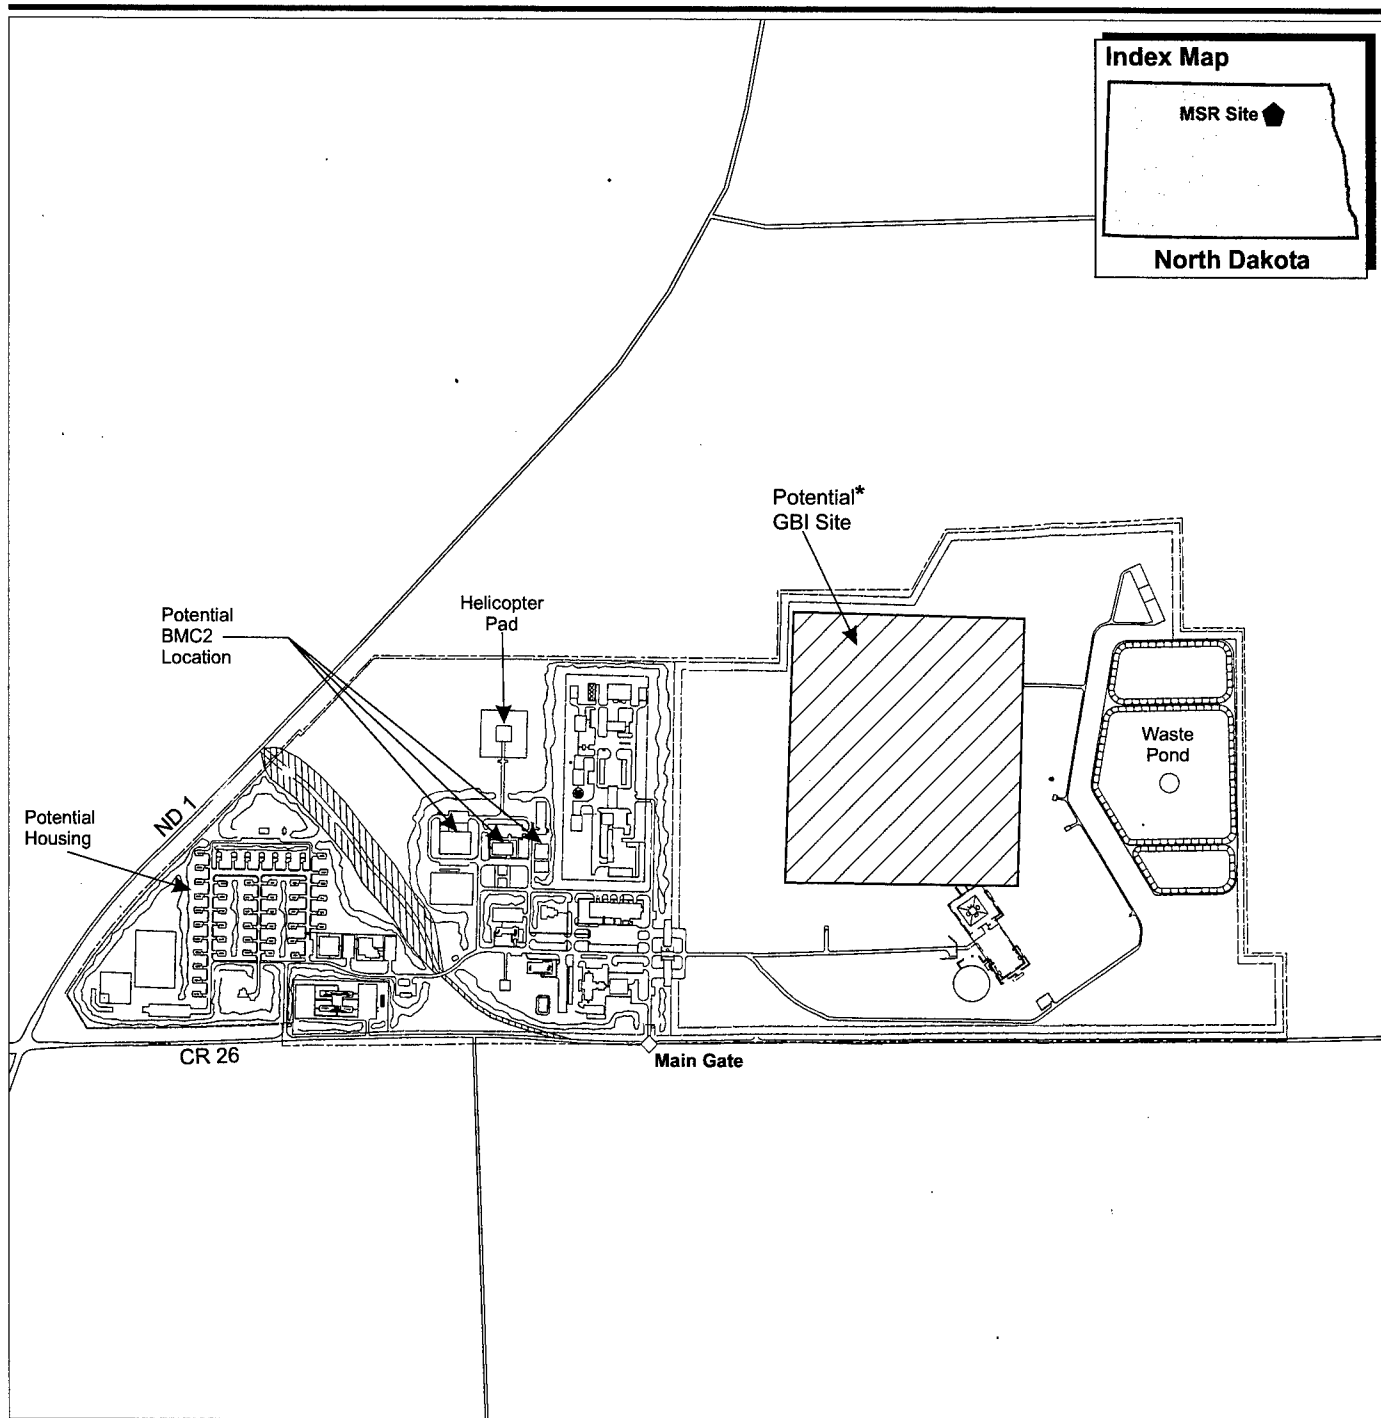 Index Map
MSR Site
North Dakota
Potential*
GBI Site
Helicopter
Pad
Potential
BMC2
Location
Waste
Pond
ND 1
Potential
Housing
CR 26
Main Gate